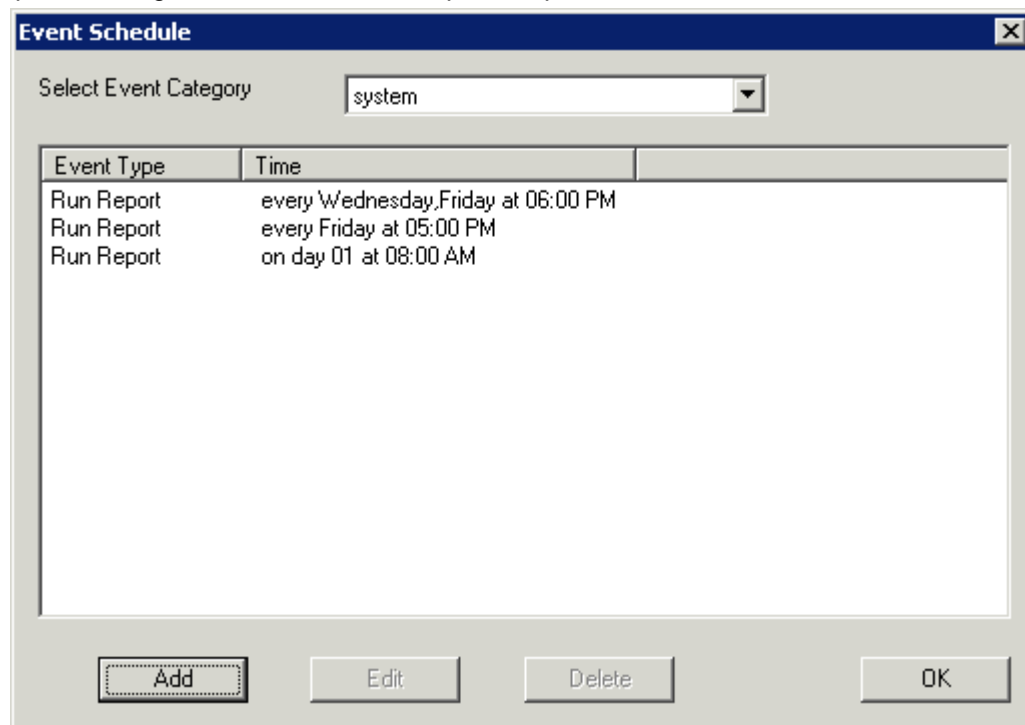 Event Schedule
Select Event Category system
Event Type Time
Run Report every Wednesday,Friday at 06:00 PM
Run Report every Friday at 05:00 PM
Run Report on day 01 at 08:00 AM
Add Edit Delete OK